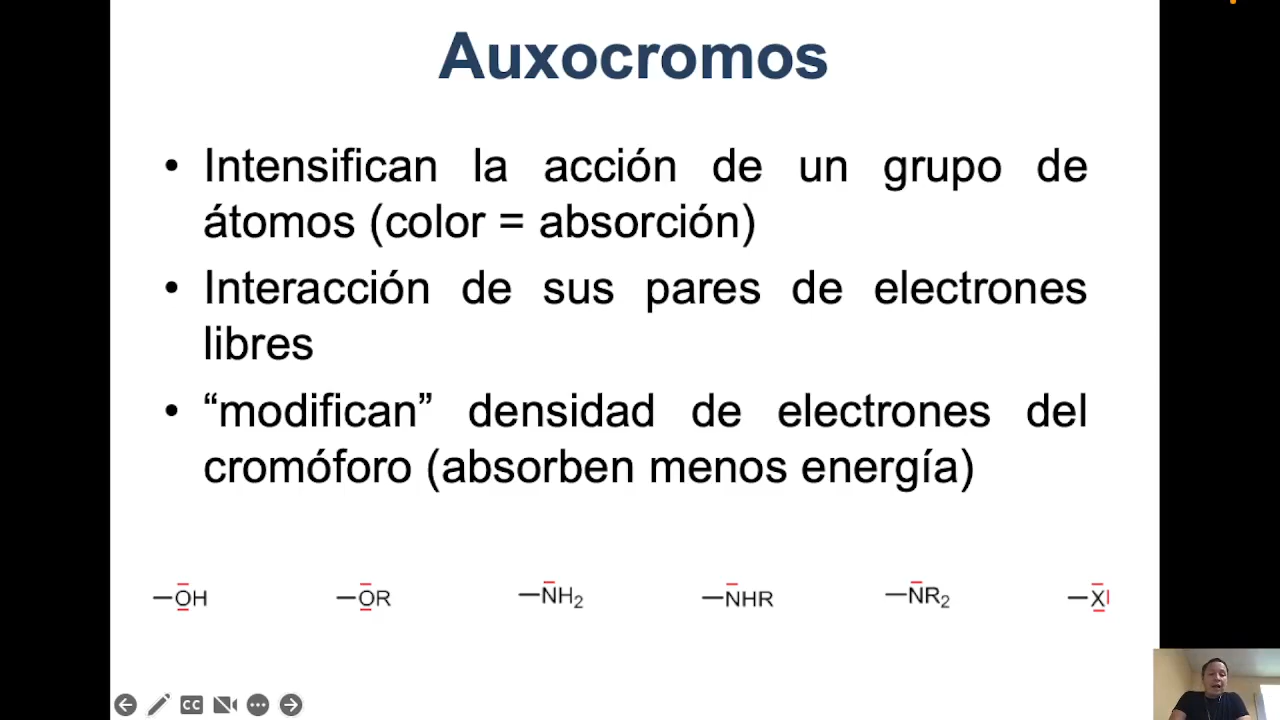 Auxocromos
• Intensifican la acción de un grupo de
átomos (color = absorción)
• Interacción de sus pares de electrones
libres
• “modifican” densidad de electrones del
cromóforo (absorben menos energía)
—OH —OR —NH₂ —NHR —NR₂ —X
CC